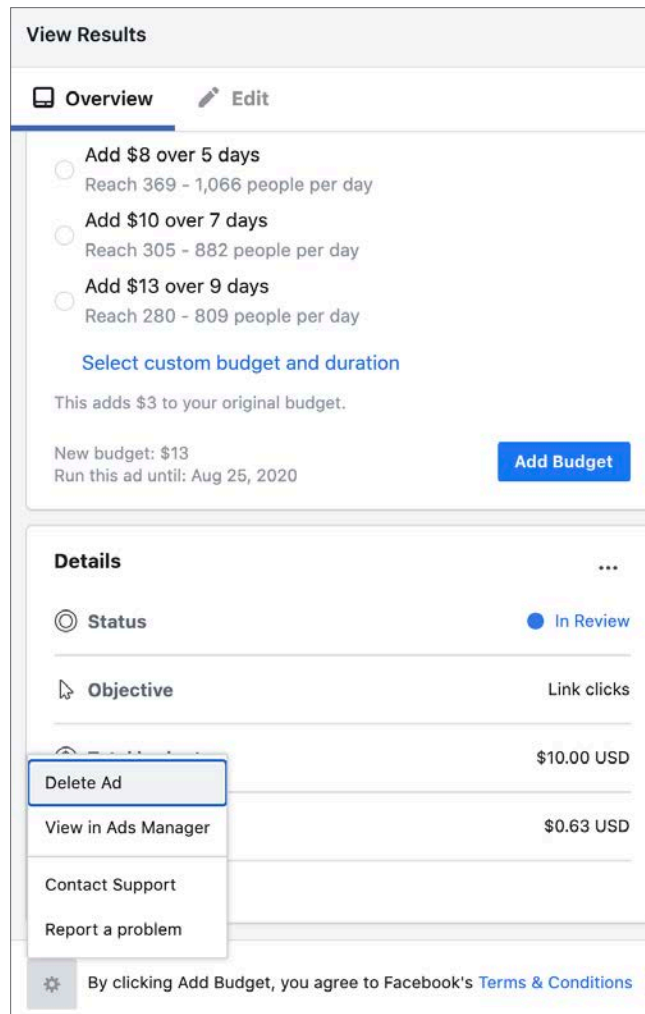 View Results
Overview
Edit
Add $8 over 5 days
Reach 369 - 1,066 people per day
Add $10 over 7 days
Reach 305 - 882 people per day
Add $13 over 9 days
Reach 280 - 809 people per day
Select custom budget and duration
This adds $3 to your original budget.
New budget: $13
Run this ad until: Aug 25, 2020
Add Budget
Details
...
Status
In Review
Objective
Link clicks
$10.00 USD
Delete Ad
View in Ads Manager
$0.63 USD
Contact Support
Report a problem
By clicking Add Budget, you agree to Facebook's Terms & Conditions